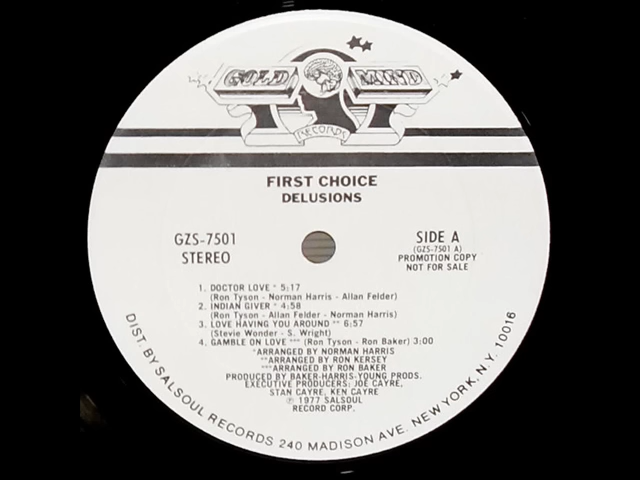 GOLD MIND
RECORDS
FIRST CHOICE
DELUSIONS
GZS-7501
STEREO
SIDE A
(GZS-7501 A)
PROMOTION COPY
NOT FOR SALE
1. DOCTOR LOVE * 5:17
(Ron Tyson - Norman Harris - Allan Felder)
2. INDIAN GIVER * 4:58
(Ron Tyson - Allan Felder - Norman Harris)
3. LOVE HAVING YOU AROUND ** 6:57
(Stevie Wonder - S. Wright)
4. GAMBLE ON LOVE *** (Ron Tyson - Ron Baker) 3:00
*ARRANGED BY NORMAN HARRIS
**ARRANGED BY RON KERSEY
***ARRANGED BY RON BAKER
PRODUCED BY BAKER-HARRIS-YOUNG PRODS.
EXECUTIVE PRODUCERS: JOE CAYRE,
STAN CAYRE, KEN CAYRE
℗ 1977 SALSOUL
RECORD CORP.
DIST. BY SALSOUL RECORDS 240 MADISON AVE. NEW YORK, N.Y. 10016